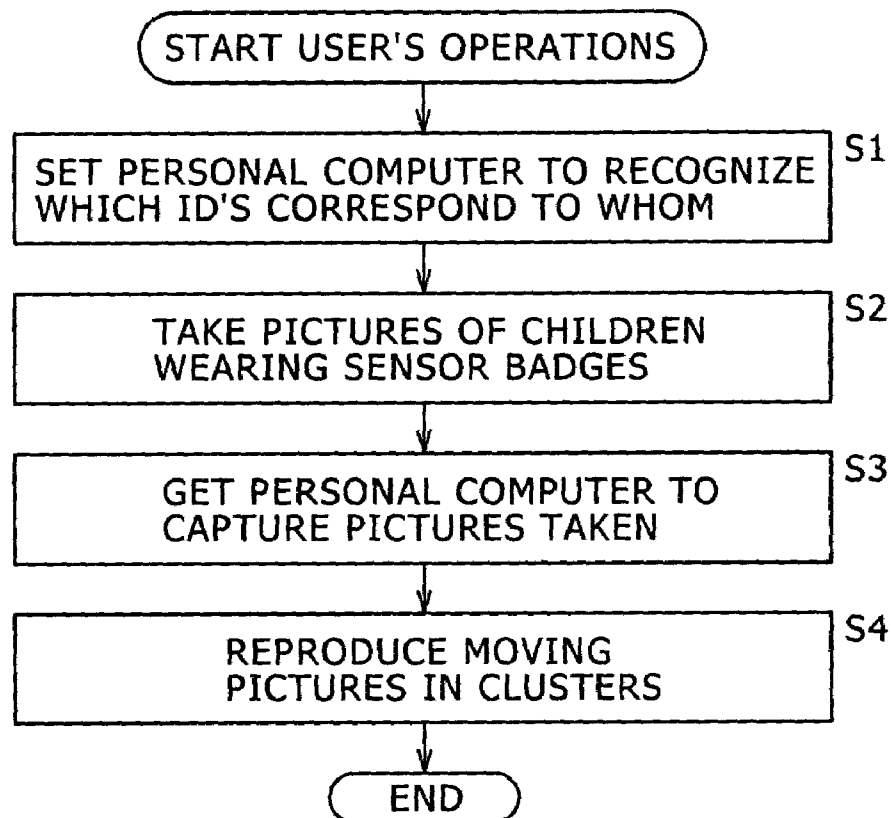 START USER'S OPERATIONS
S1
SET PERSONAL COMPUTER TO RECOGNIZE
WHICH ID'S CORRESPOND TO WHOM
S2
TAKE PICTURES OF CHILDREN
WEARING SENSOR BADGES
S3
GET PERSONAL COMPUTER TO
CAPTURE PICTURES TAKEN
S4
REPRODUCE MOVING
PICTURES IN CLUSTERS
END